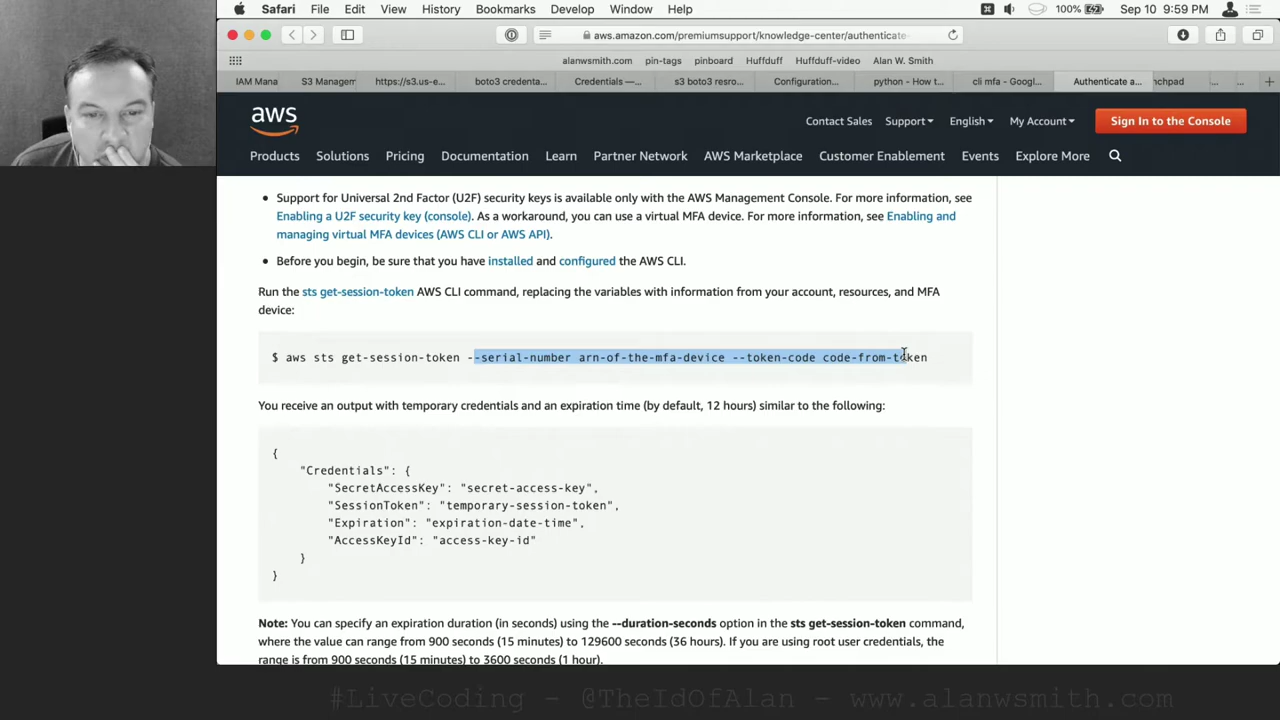 Safari File Edit View History Bookmarks Develop Window Help 100% Sep 10 9:59 PM
aws.amazon.com/premiumsupport/knowledge-center/authenticate-
alanwsmith.com pin-tags pinboard Huffduff Huffduff-video Alan W. Smith
IAM Mana S3 Managem https://s3.us-e... boto3 credenta... Credentials —... s3 boto3 resro... Configuration... python - How t... cli mfa - Googl... Authenticate a... nchpad ... ...
aws
Contact Sales Support English My Account Sign In to the Console
Products Solutions Pricing Documentation Learn Partner Network AWS Marketplace Customer Enablement Events Explore More
• Support for Universal 2nd Factor (U2F) security keys is available only with the AWS Management Console. For more information, see
Enabling a U2F security key (console). As a workaround, you can use a virtual MFA device. For more information, see Enabling and
managing virtual MFA devices (AWS CLI or AWS API).
• Before you begin, be sure that you have installed and configured the AWS CLI.
Run the sts get-session-token AWS CLI command, replacing the variables with information from your account, resources, and MFA
device:
$ aws sts get-session-token --serial-number arn-of-the-mfa-device --token-code code-from-token
You receive an output with temporary credentials and an expiration time (by default, 12 hours) similar to the following:
{
"Credentials": {
"SecretAccessKey": "secret-access-key",
"SessionToken": "temporary-session-token",
"Expiration": "expiration-date-time",
"AccessKeyId": "access-key-id"
}
}
Note: You can specify an expiration duration (in seconds) using the --duration-seconds option in the sts get-session-token command,
where the value can range from 900 seconds (15 minutes) to 129600 seconds (36 hours). If you are using root user credentials, the
range is from 900 seconds (15 minutes) to 3600 seconds (1 hour).
#LiveCoding - @TheIdOfAlan - www.alanwsmith.com